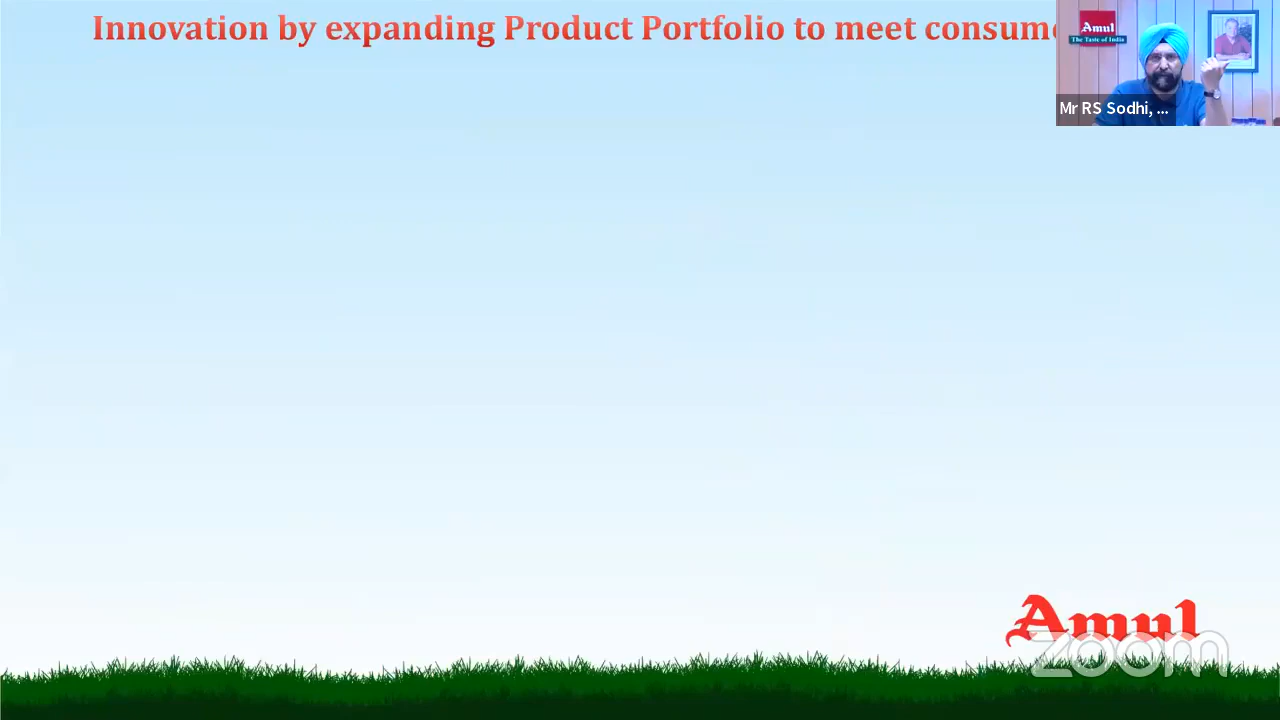 Innovation by expanding Product Portfolio to meet consume
Amul
The Taste of India
Mr RS Sodhi, ...
Amul
zoom